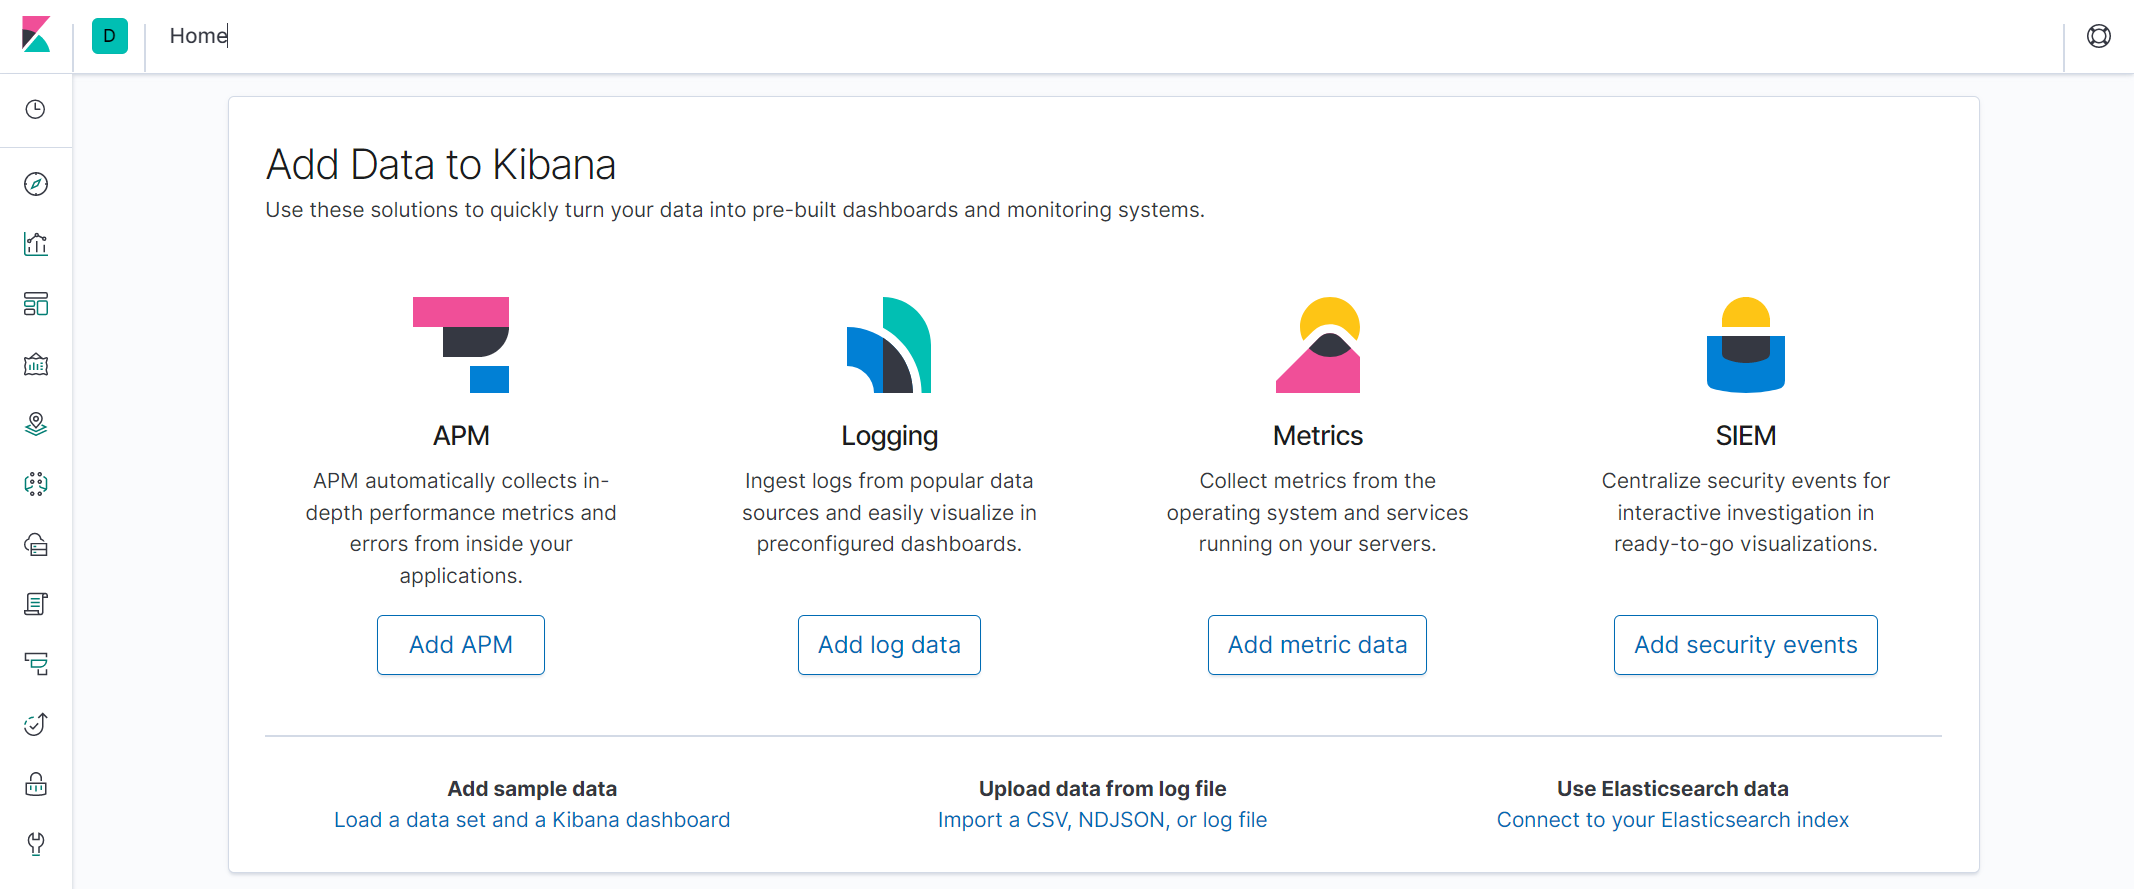 D
Home
Add Data to Kibana
Use these solutions to quickly turn your data into pre-built dashboards and monitoring systems.
APM
APM automatically collects in-
depth performance metrics and
errors from inside your
applications.
Add APM
Logging
Ingest logs from popular data
sources and easily visualize in
preconfigured dashboards.
Add log data
Metrics
Collect metrics from the
operating system and services
running on your servers.
Add metric data
SIEM
Centralize security events for
interactive investigation in
ready-to-go visualizations.
Add security events
Add sample data
Load a data set and a Kibana dashboard
Upload data from log file
Import a CSV, NDJSON, or log file
Use Elasticsearch data
Connect to your Elasticsearch index